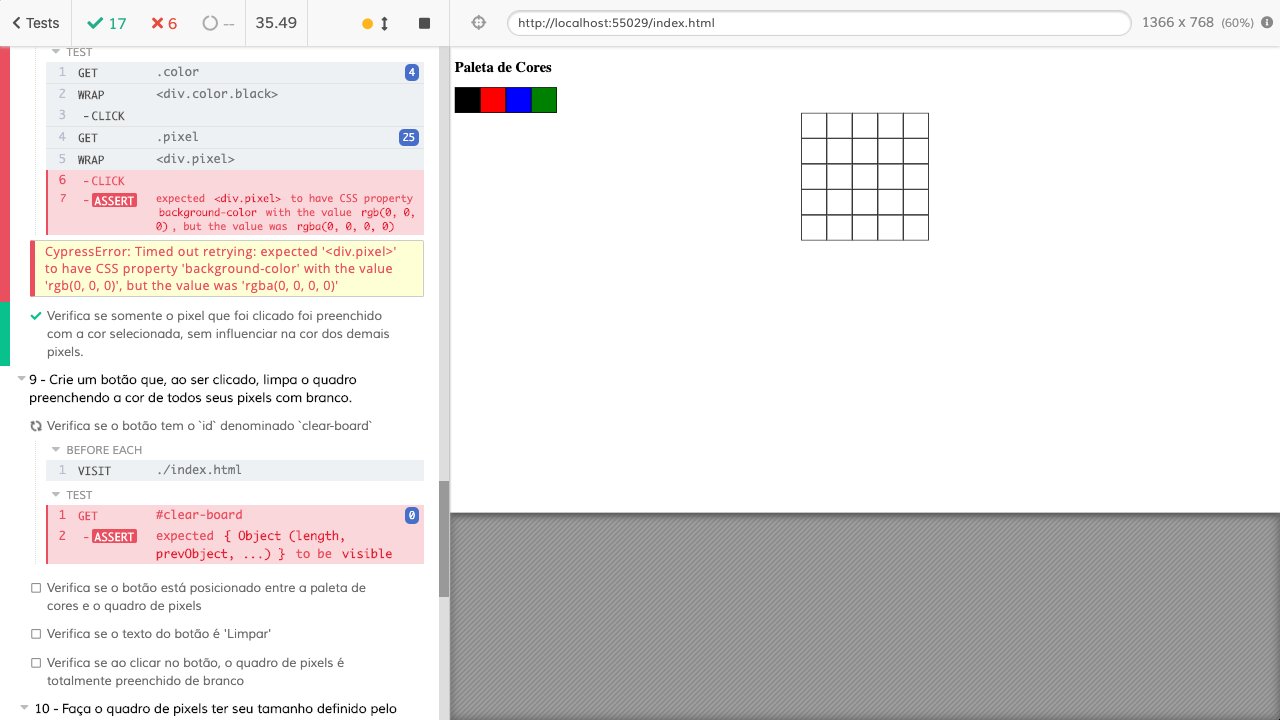 Tests 17 6 -- 35.49 http://localhost:55029/index.html 1366 x 768 (60%)
TEST
1 GET .color 4
2 WRAP <div.color.black>
3 - CLICK
4 GET .pixel 25
5 WRAP <div.pixel>
6 - CLICK
7 - ASSERT expected <div.pixel> to have CSS property
background-color with the value rgb(0, 0,
0), but the value was rgba(0, 0, 0, 0)
CypressError: Timed out retrying: expected '<div.pixel>'
to have CSS property 'background-color' with the value
'rgb(0, 0, 0)', but the value was 'rgba(0, 0, 0, 0)'
Verifica se somente o pixel que foi clicado foi preenchido
com a cor selecionada, sem influenciar na cor dos demais
pixels.
9 - Crie um botão que, ao ser clicado, limpa o quadro
preenchendo a cor de todos seus pixels com branco.
Verifica se o botão tem o `id` denominado `clear-board`
BEFORE EACH
1 VISIT ./index.html
TEST
1 GET #clear-board 0
2 - ASSERT expected { Object (length,
prevObject, ...) } to be visible
Verifica se o botão está posicionado entre a paleta de
cores e o quadro de pixels
Verifica se o texto do botão é 'Limpar'
Verifica se ao clicar no botão, o quadro de pixels é
totalmente preenchido de branco
10 - Faça o quadro de pixels ter seu tamanho definido pelo
Paleta de Cores